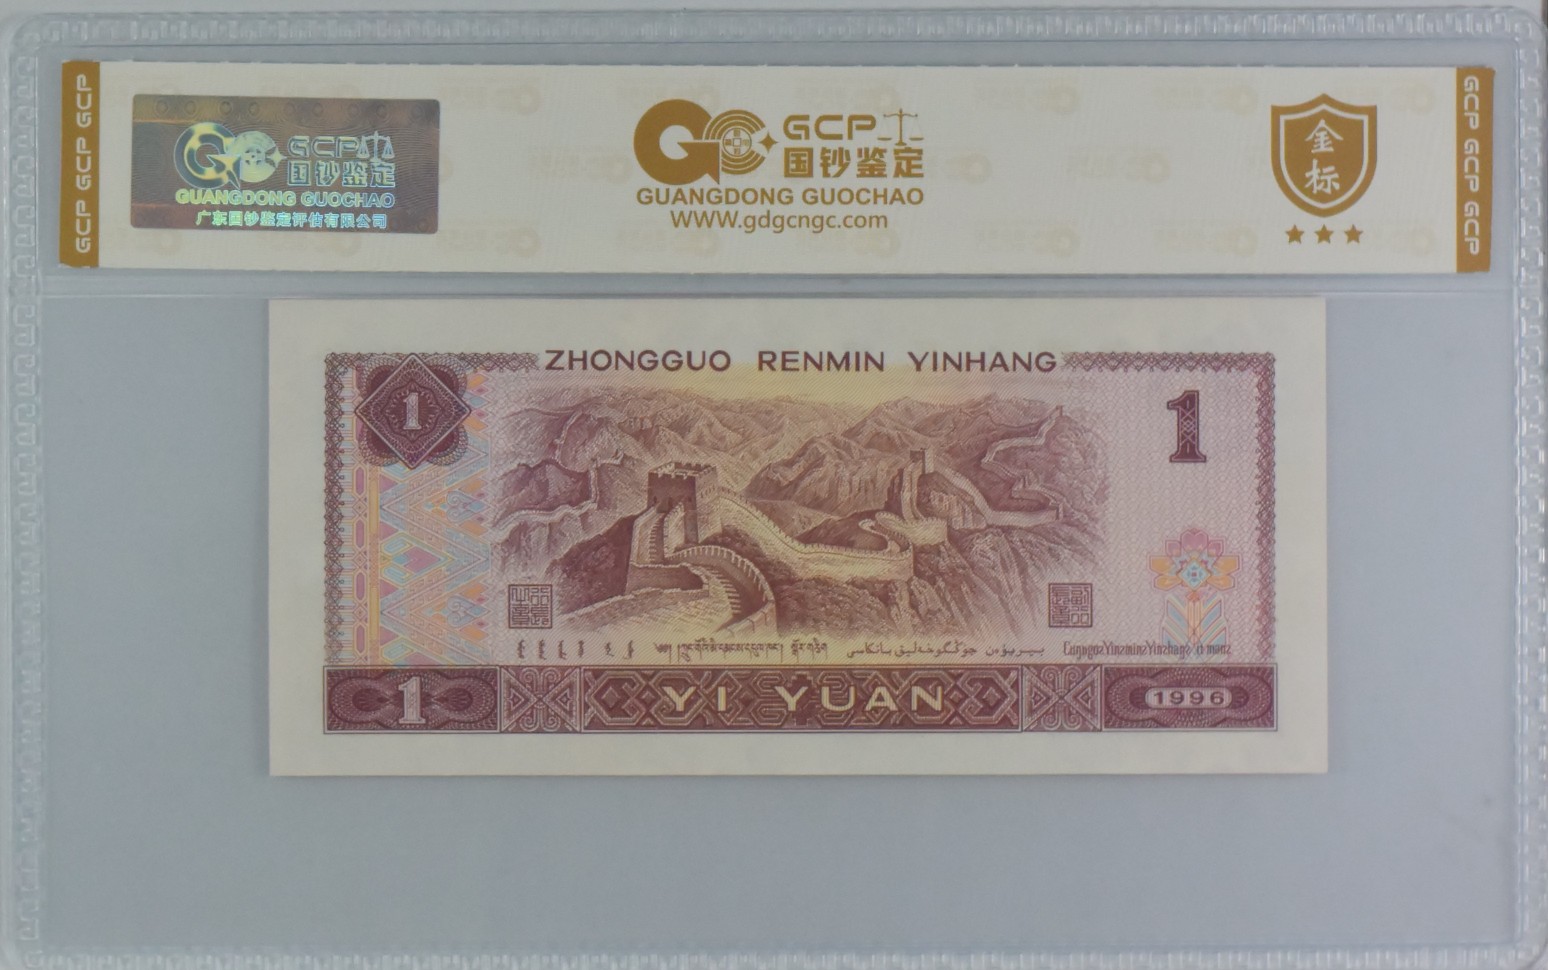 GCP GCP GCP
GCP
国钞鉴定
GUANGDONG GUOCHAO
广东国钞鉴定评估有限公司
GCP
国钞鉴定
GUANGDONG GUOCHAO
WWW.gdgcngc.com
金标
GCP GCP GCP
ZHONGGUO RENMIN YINHANG
1
1
1
YI YUAN
1996